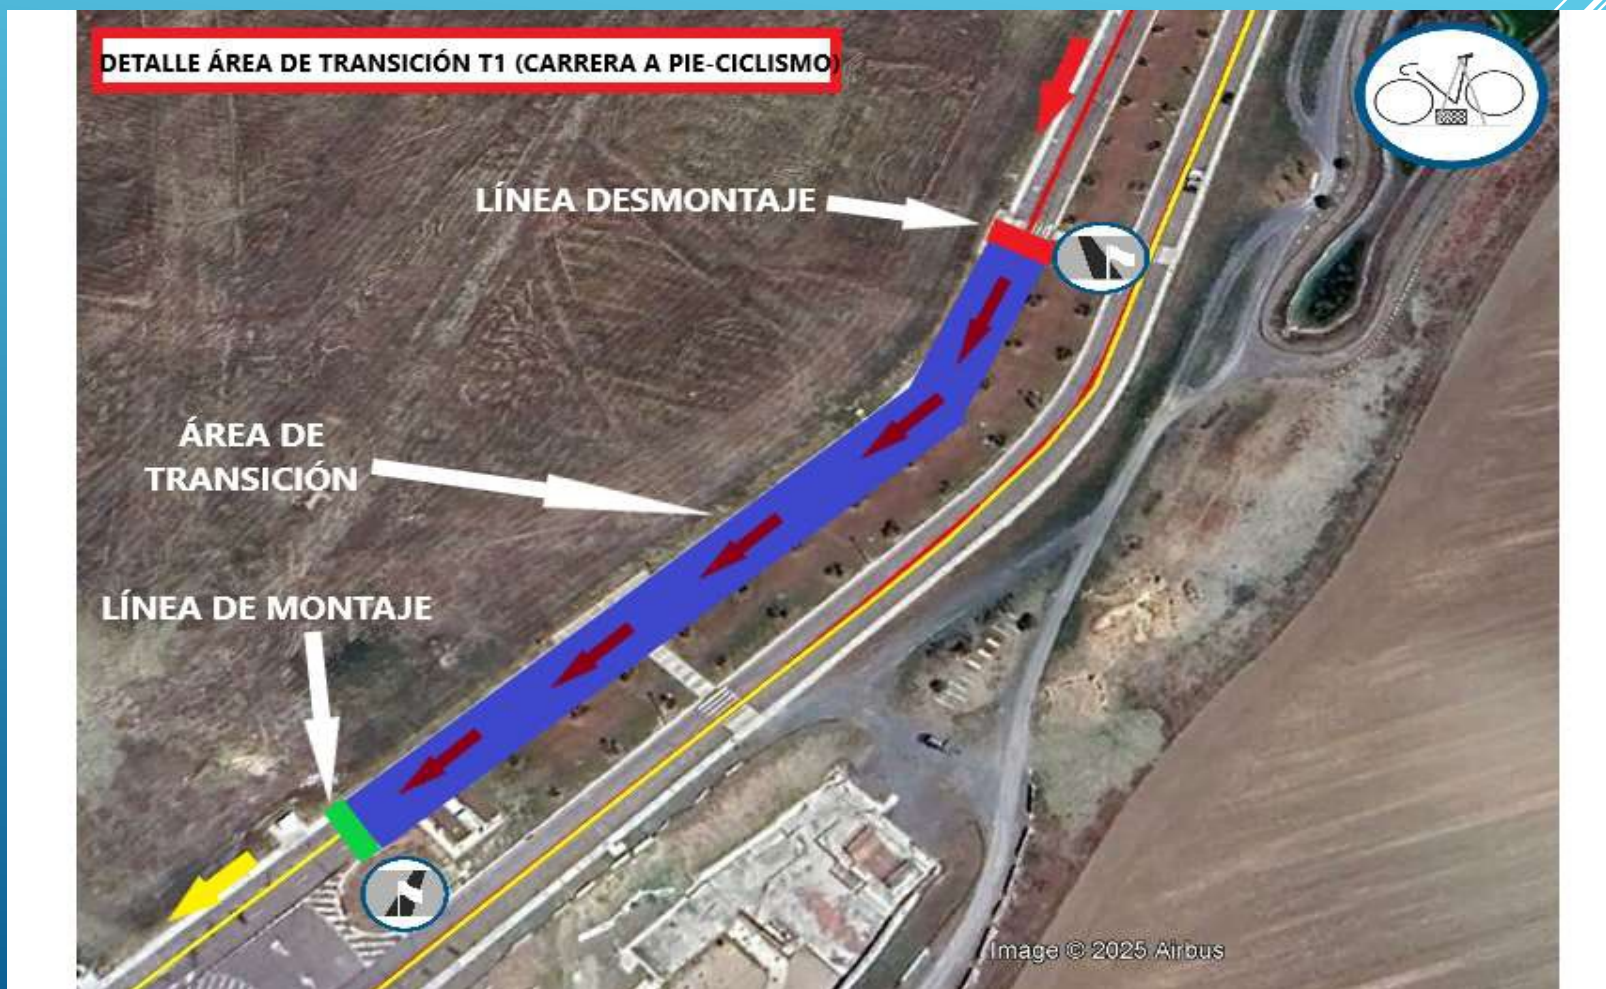 DETALLE ÁREA DE TRANSICIÓN T1 (CARRERA A PIE-CICLISMO)
LÍNEA DESMONTAJE
ÁREA DE
TRANSICIÓN
LÍNEA DE MONTAJE
Image © 2025 Airbus